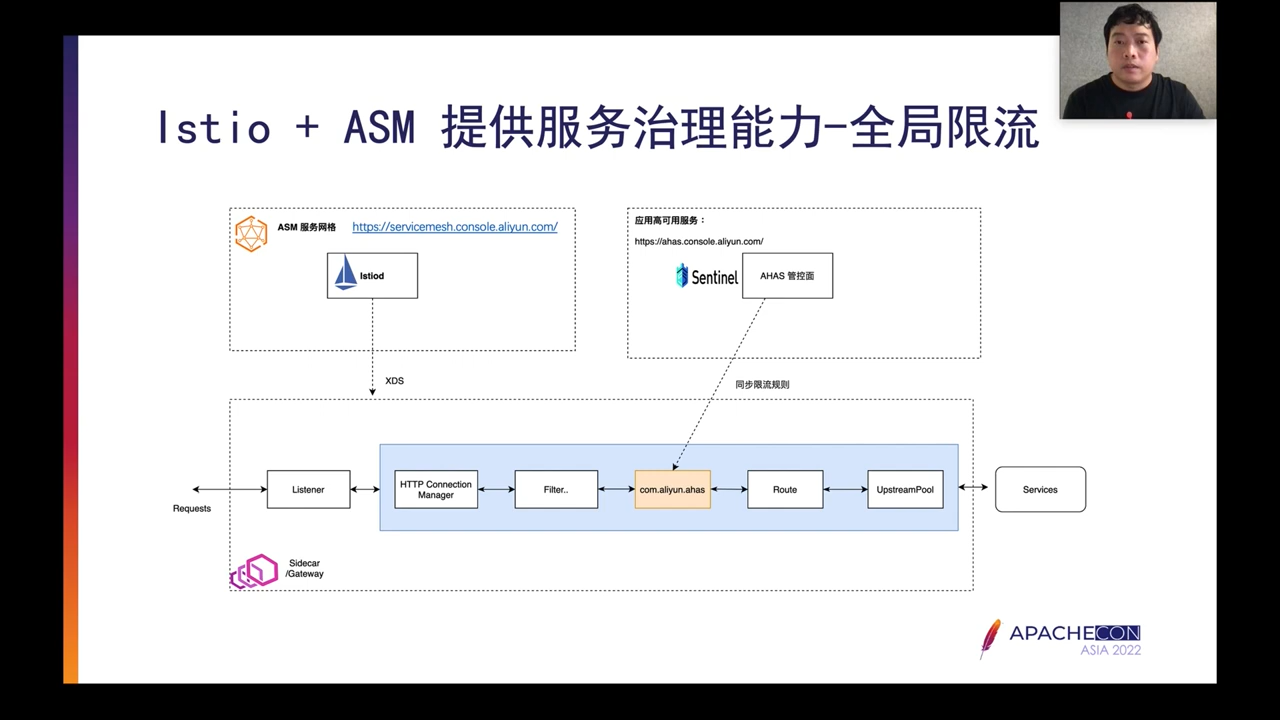 Istio + ASM 提供服务治理能力-全局限流
ASM 服务网格 https://servicemesh.console.aliyun.com/
Istiod
应用高可用服务：
https://ahas.console.aliyun.com/
Sentinel
AHAS 管控面
XDS
同步限流规则
Requests
Listener
HTTP Connection
Manager
Filter..
com.aliyun.ahas
Route
UpstreamPool
Services
Sidecar
/Gateway
APACHECON
ASIA 2022